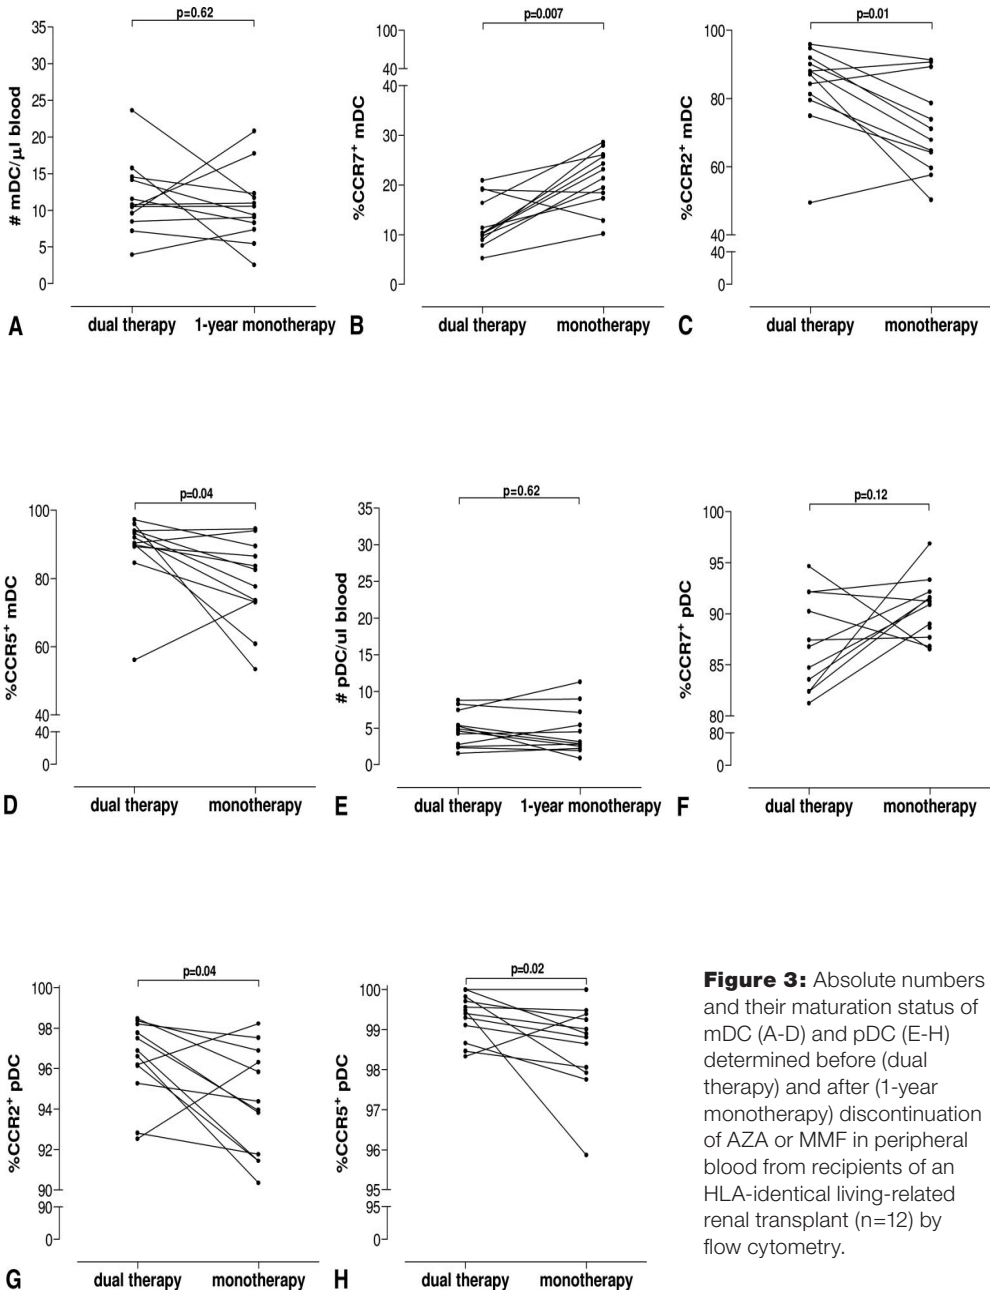 p=0.62
35
30
25
20
15
10
5
0
# mDC/µl blood
dual therapy
1-year monotherapy
A
p=0.007
100
40
40
30
20
10
0
%CCR7+ mDC
dual therapy
monotherapy
B
p=0.01
100
80
60
40
40
0
%CCR2+ mDC
dual therapy
monotherapy
C
p=0.04
100
80
60
40
40
0
%CCR5+ mDC
dual therapy
monotherapy
D
p=0.62
35
30
25
20
15
10
5
0
# pDC/ul blood
dual therapy
1-year monotherapy
E
p=0.12
100
95
90
85
80
80
0
%CCR7+ pDC
dual therapy
monotherapy
F
p=0.04
100
98
96
94
92
90
90
0
%CCR2+ pDC
dual therapy
monotherapy
G
p=0.02
100
99
98
97
96
95
95
0
%CCR5+ pDC
dual therapy
monotherapy
H
Figure 3: Absolute numbers
and their maturation status of
mDC (A-D) and pDC (E-H)
determined before (dual
therapy) and after (1-year
monotherapy) discontinuation
of AZA or MMF in peripheral
blood from recipients of an
HLA-identical living-related
renal transplant (n=12) by
flow cytometry.